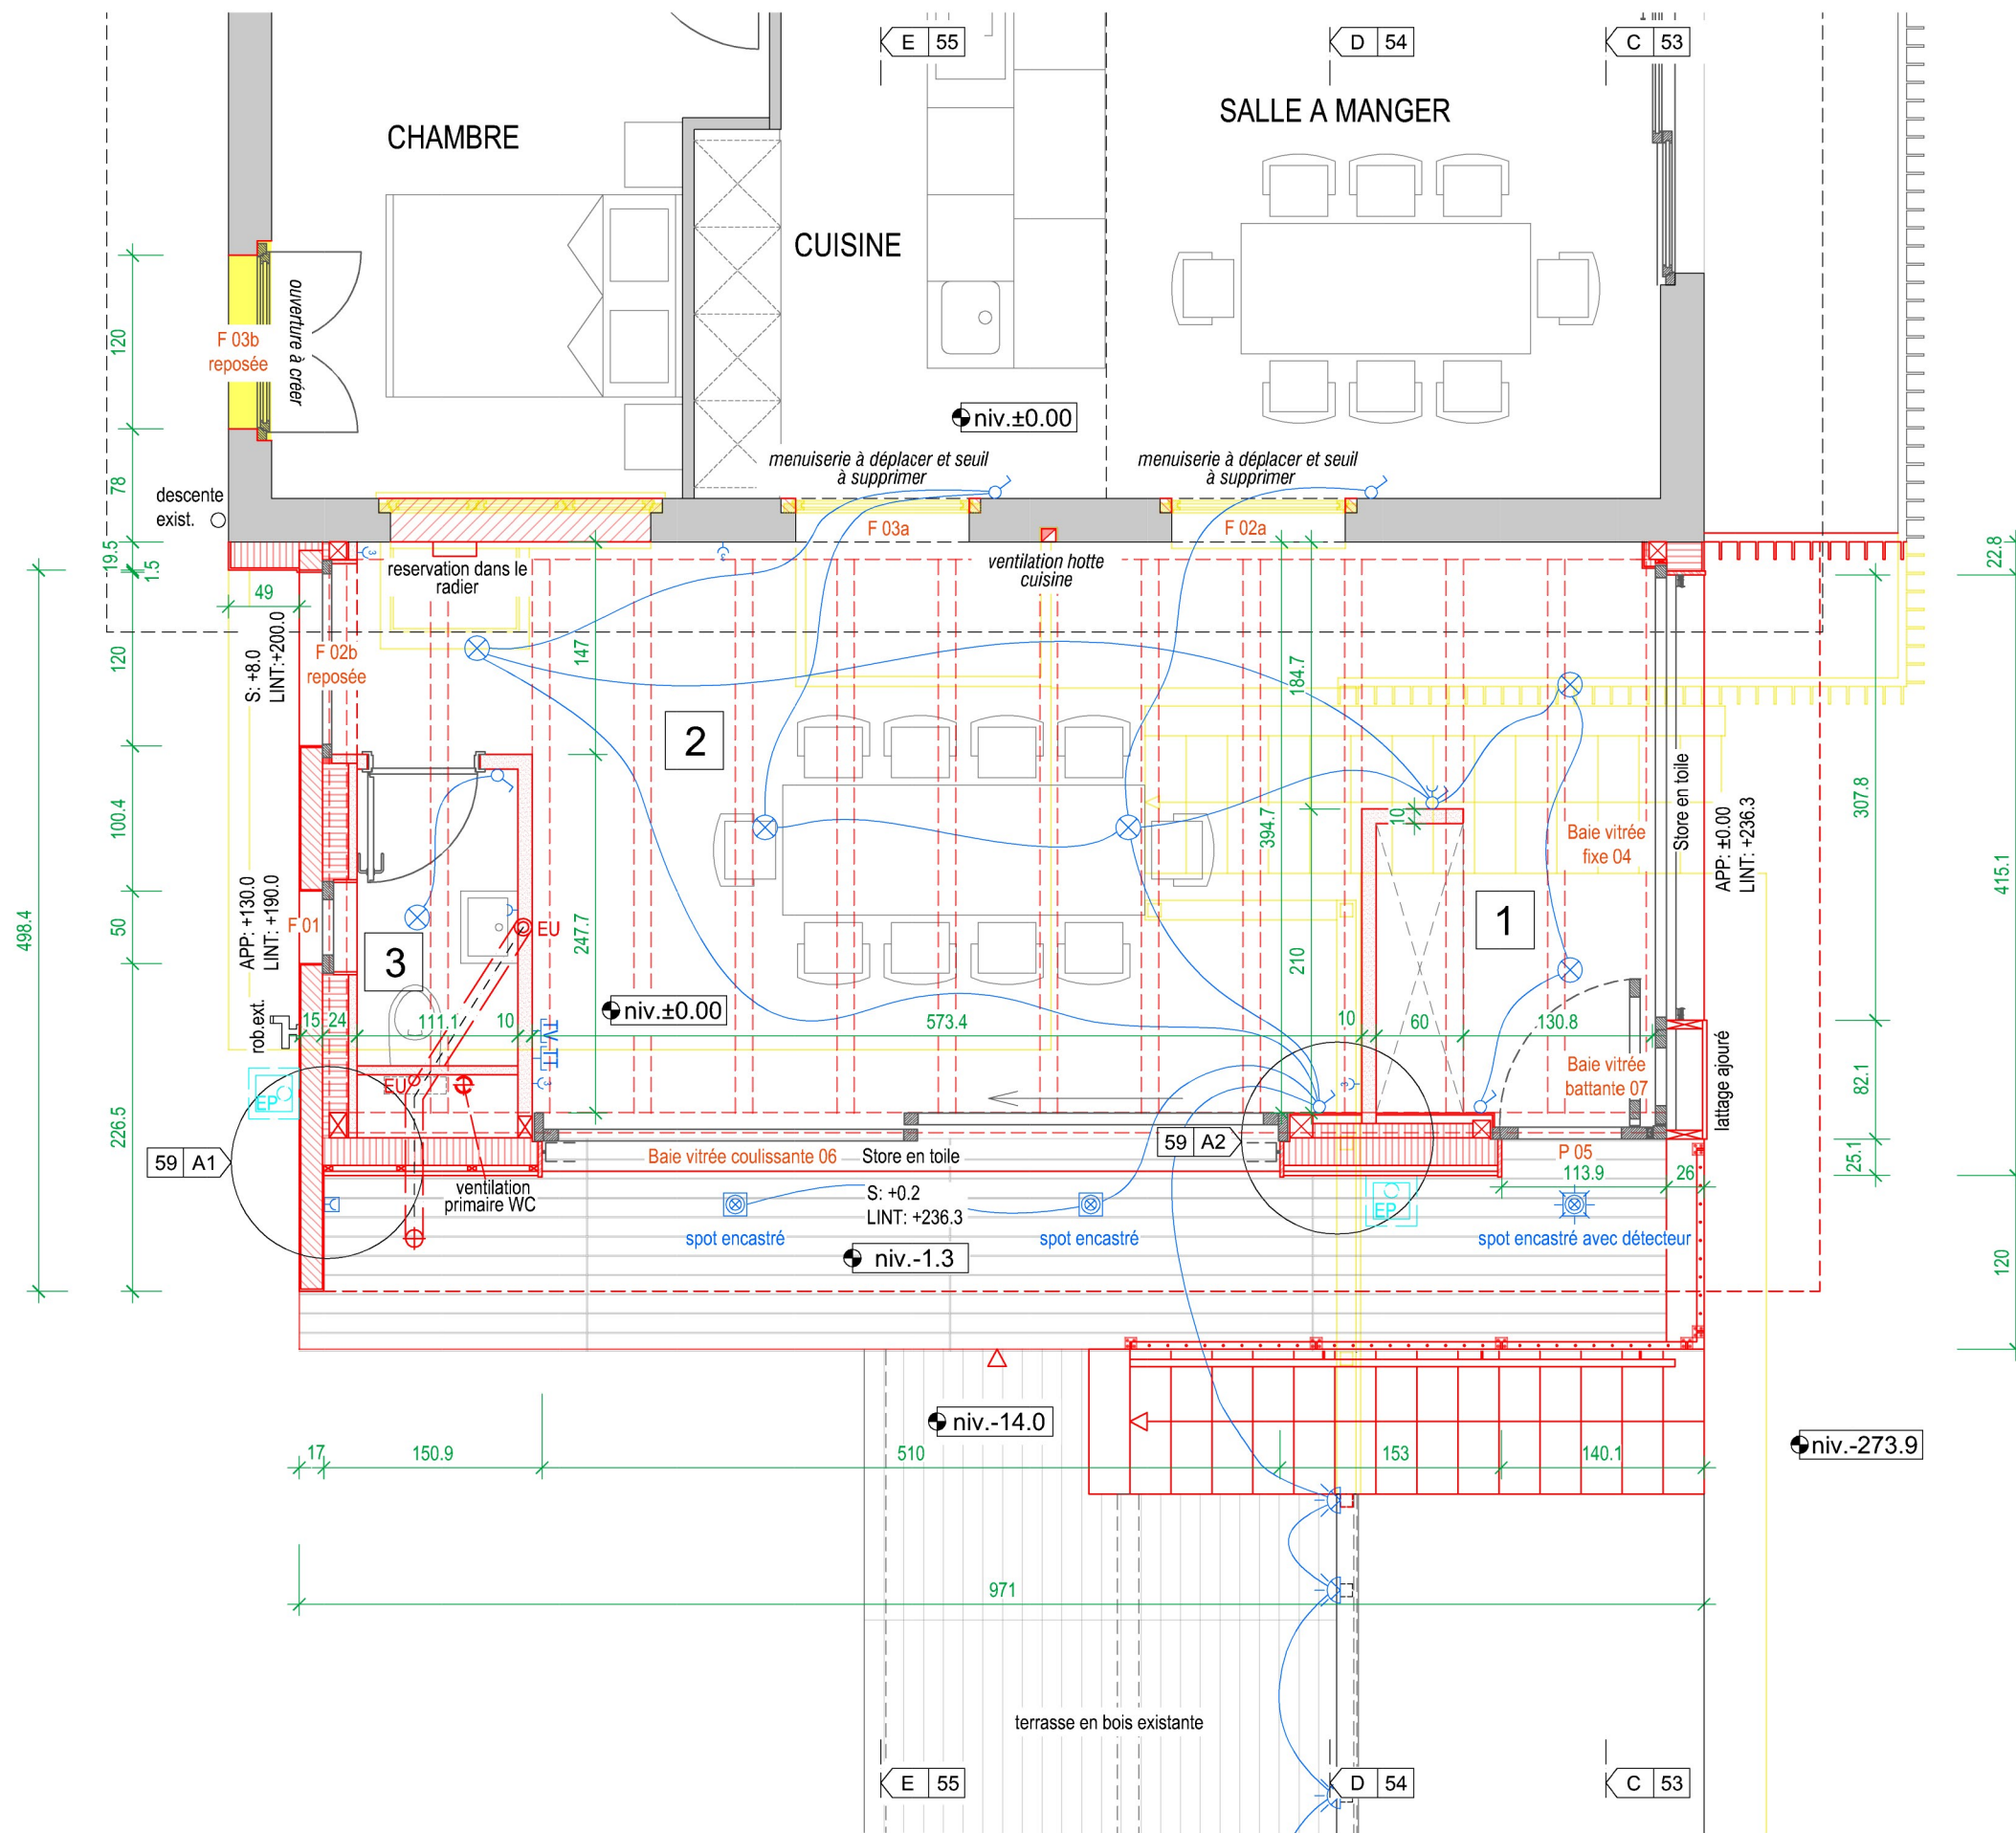 E 55
D 54
C 53
CHAMBRE
SALLE A MANGER
CUISINE
ouverture à créer
F 03b
reposée
120
niv.±0.00
menuiserie à déplacer et seuil
à supprimer
menuiserie à déplacer et seuil
à supprimer
78
descente
exist.
F 03a
F 02a
19.5
1.5
reservation dans le
radier
ventilation hotte
cuisine
22.8
49
120
S: +8.0
LINT:+200.0
F 02b
reposée
147
184.7
2
Store en toile
307.8
APP: ±0.00
LINT: +236.3
100.4
10
394.7
Baie vitrée
fixe 04
415.1
498.4
50
APP: +130.0
LINT: +190.0
F 01
EU
247.7
1
210
3
niv.±0.00
rob.ext.
15
24
111.1
10
573.4
10
60
130.8
TV
TT
lattage ajouré
Baie vitrée
battante 07
82.1
EP
EU
226.5
59 A1
59 A2
Baie vitrée coulissante 06
Store en toile
P 05
25.1
113.9
26
ventilation
primaire WC
S: +0.2
LINT: +236.3
EP
spot encastré
spot encastré
spot encastré avec détecteur
niv.-1.3
120
niv.-14.0
niv.-273.9
17
150.9
510
153
140.1
971
terrasse en bois existante
E 55
D 54
C 53